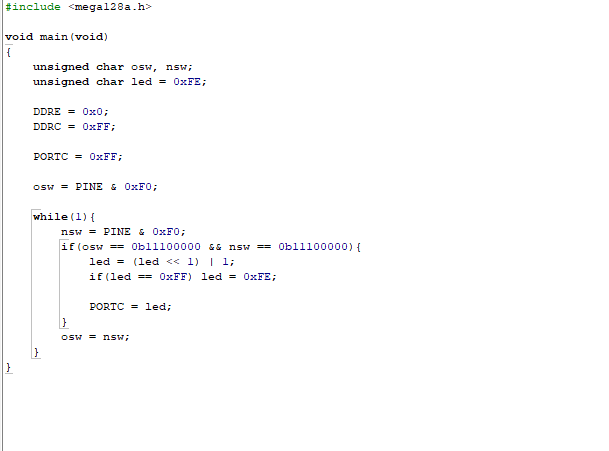 #include <mega128a.h>
void main(void)
{
unsigned char osw, nsw;
unsigned char led = 0xFE;
DDRE = 0x0;
DDRC = 0xFF;
PORTC = 0xFF;
osw = PINE & 0xF0;
while(1){
nsw = PINE & 0xF0;
if(osw == 0b11100000 && nsw == 0b11100000){
led = (led << 1) | 1;
if(led == 0xFF) led = 0xFE;
PORTC = led;
}
osw = nsw;
}
}